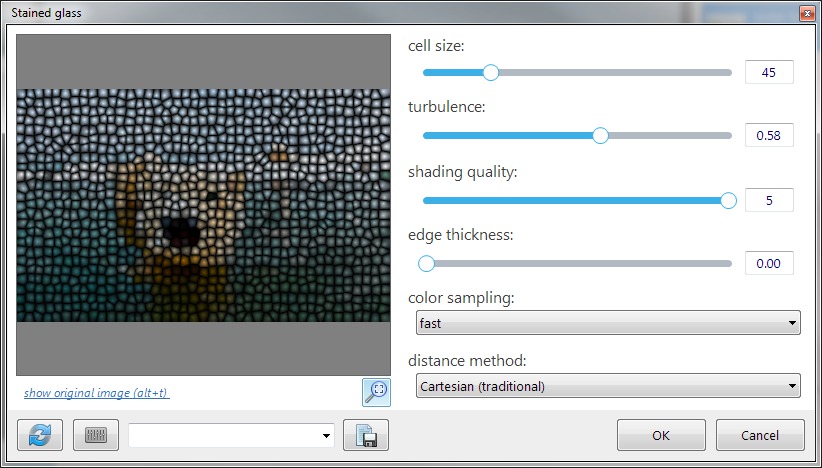 Stained glass
cell size:
45
turbulence:
0.58
shading quality:
5
edge thickness:
0.00
color sampling:
fast
distance method:
Cartesian (traditional)
show original image (alt+t)
OK
Cancel